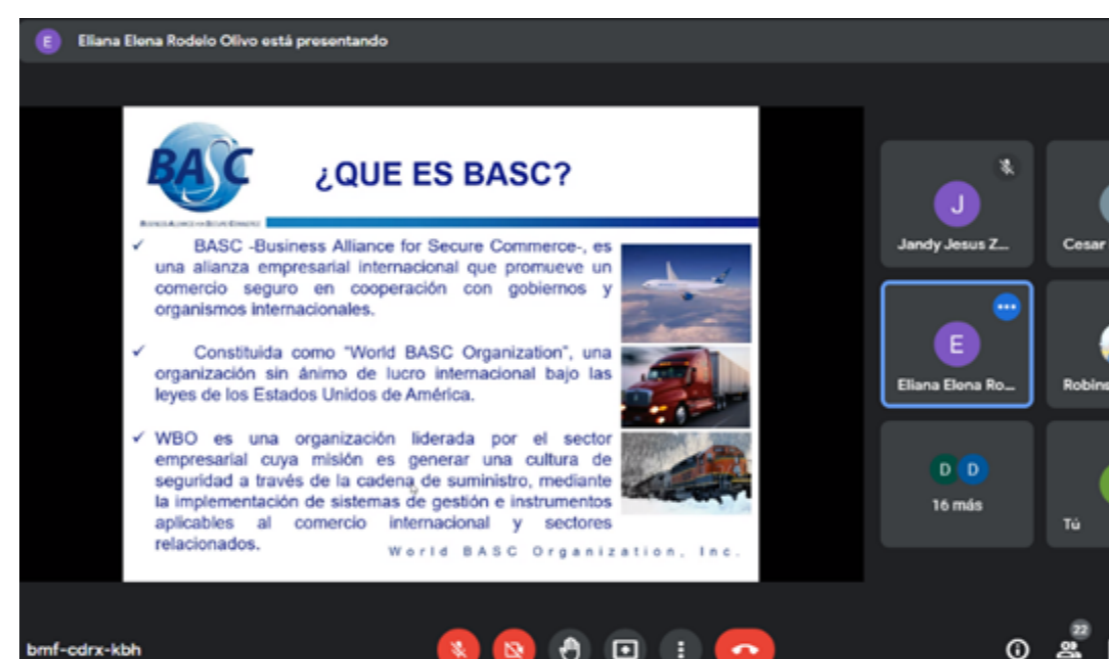 E Eliana Elena Rodelo Olivo está presentando
BASC
¿QUE ES BASC?
✓ BASC -Business Alliance for Secure Commerce-, es
una alianza empresarial internacional que promueve un
comercio seguro en cooperación con gobiernos y
organismos internacionales.
✓ Constituida como "World BASC Organization", una
organización sin ánimo de lucro internacional bajo las
leyes de los Estados Unidos de América.
✓ WBO es una organización liderada por el sector
empresarial cuya misión es generar una cultura de
seguridad a través de la cadena de suministro, mediante
la implementación de sistemas de gestión e instrumentos
aplicables al comercio internacional y sectores
relacionados.
World BASC Organization, Inc.
J
Jandy Jesus Z...
Cesar
E
Eliana Elena Ro...
Robins
D D
16 más
Tú
bmf-cdrx-kbh
22